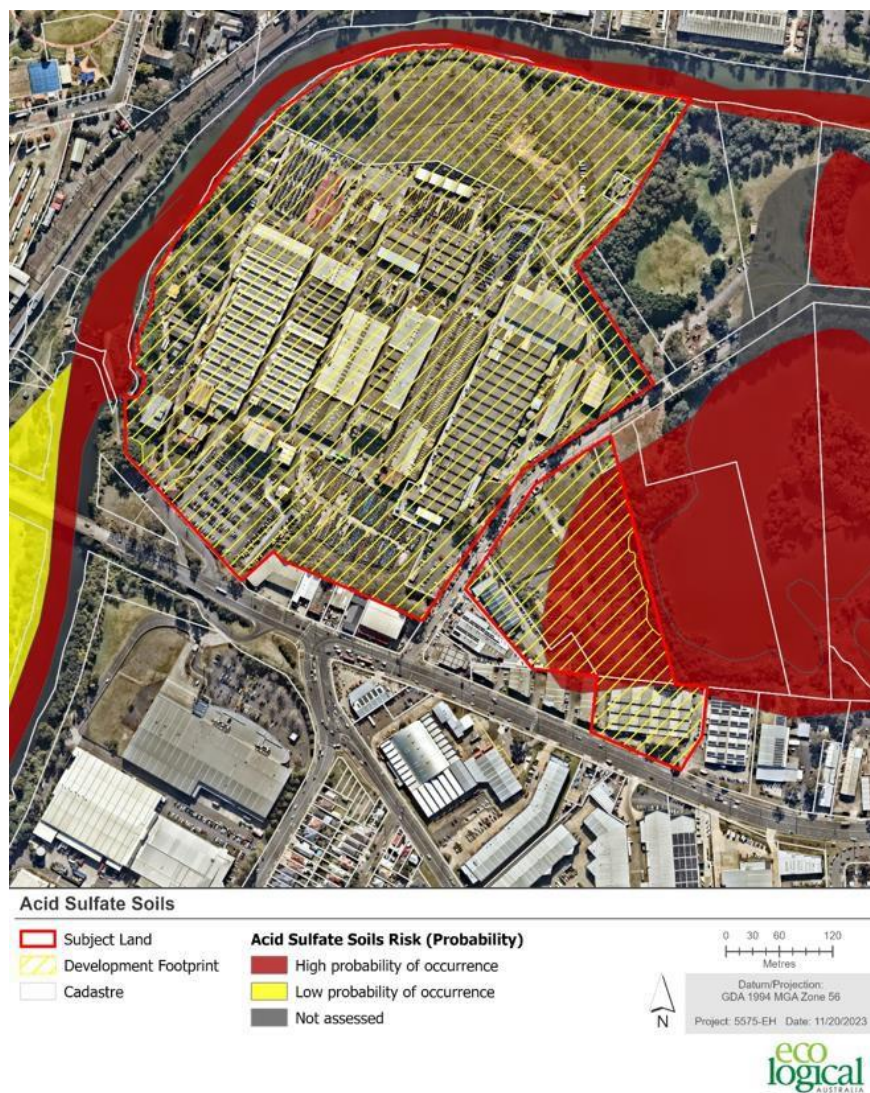 Acid Sulfate Soils
Subject Land
Development Footprint
Cadastre
Acid Sulfate Soils Risk (Probability)
High probability of occurrence
Low probability of occurrence
Not assessed
N
0 30 60 120
Metres
Datum/Projection:
GDA 1994 MGA Zone 56
Project: 5575-EH Date: 11/20/2023
eco
logical
AUSTRALIA